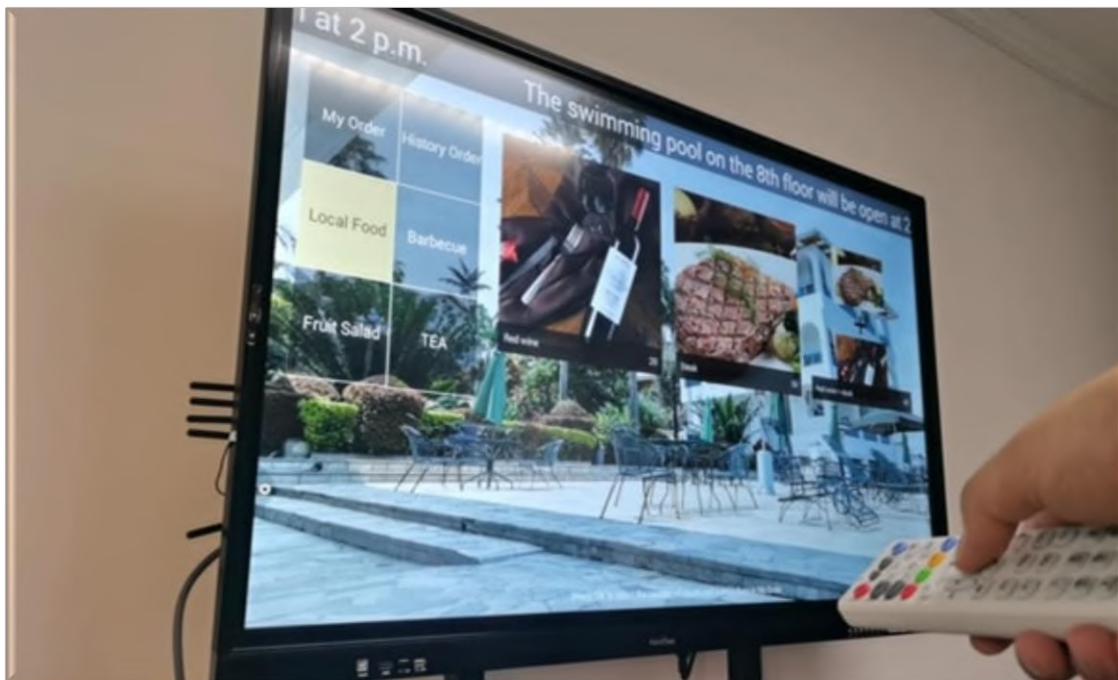 at 2 p.m.
The swimming pool on the 8th floor will be open at 2
My Order
History Order
Local Food
Barbecue
Fruit Salad
TEA
Red wine